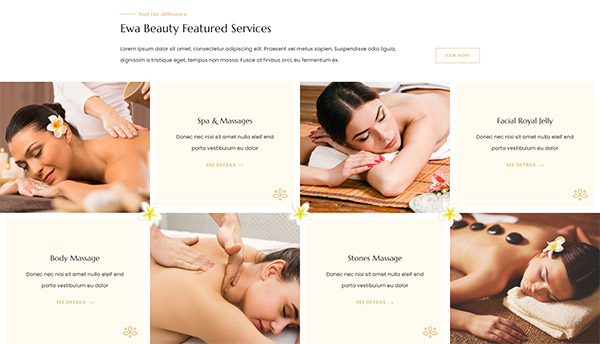 Feel the difference
Ewa Beauty Featured Services
Lorem ipsum dolor sit amet, consectetur adipiscing elit. Praesent vel metus sapien. Suspendisse odio ligula,
dignissim a tristique eget, tempus non massa. Fusce at finibus orci, eu fermentum ex.
VIEW MORE
Spa & Massages
Donec nec nisi sit amet nulla eleif end
porta vestibulum eu dolor
SEE DETAILS
Facial Royal Jelly
Donec nec nisi sit amet nulla eleif end
porta vestibulum eu dolor
SEE DETAILS
Body Massage
Donec nec nisi sit amet nulla eleif end
porta vestibulum eu dolor
SEE DETAILS
Stones Massage
Donec nec nisi sit amet nulla eleif end
porta vestibulum eu dolor
SEE DETAILS